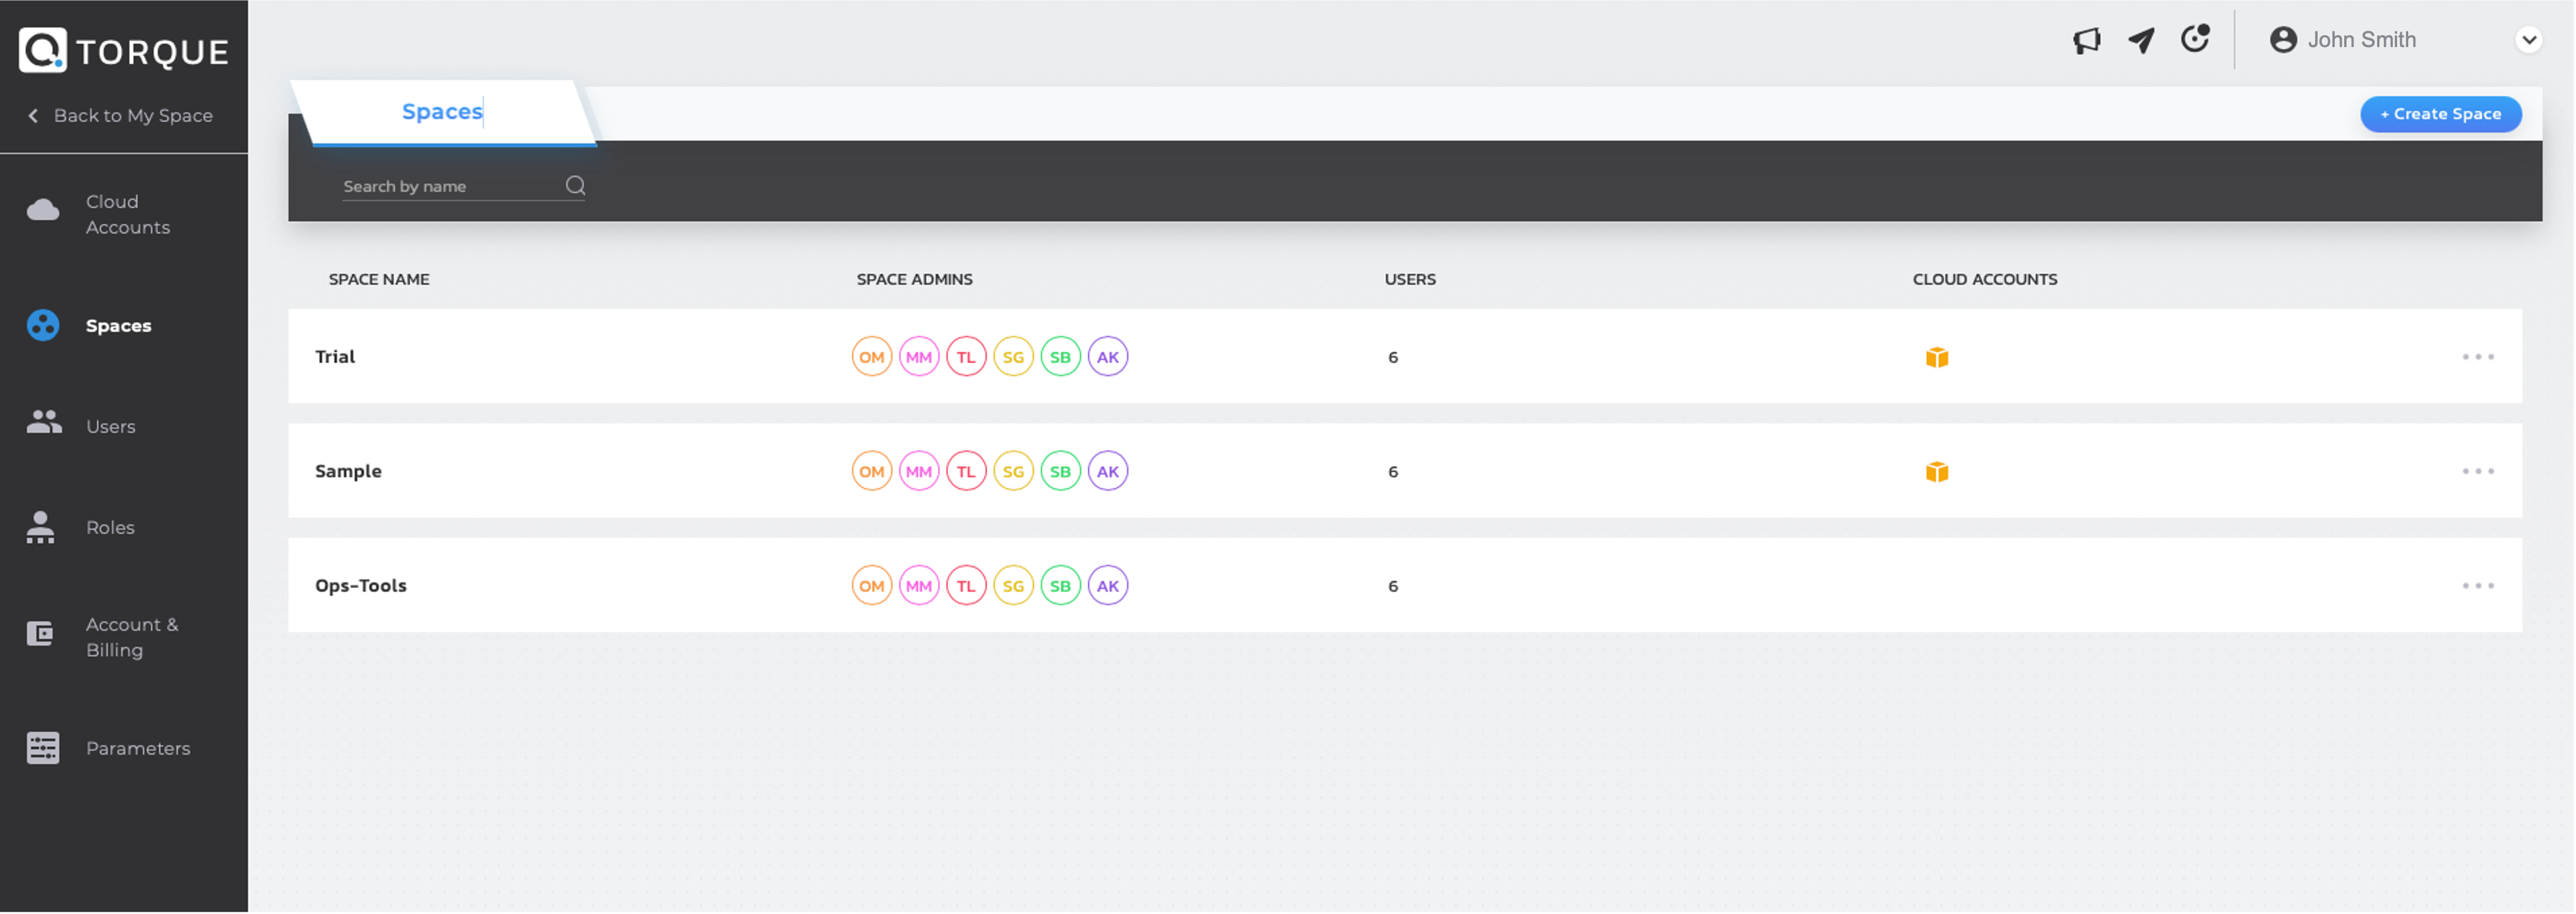 TORQUE
Back to My Space
John Smith
Spaces
+ Create Space
Search by name
Cloud
Accounts
Spaces
Users
Roles
Account &
Billing
Parameters
SPACE NAME
SPACE ADMINS
USERS
CLOUD ACCOUNTS
Trial
OM MM TL SG SB AK
6
Sample
OM MM TL SG SB AK
6
Ops-Tools
OM MM TL SG SB AK
6